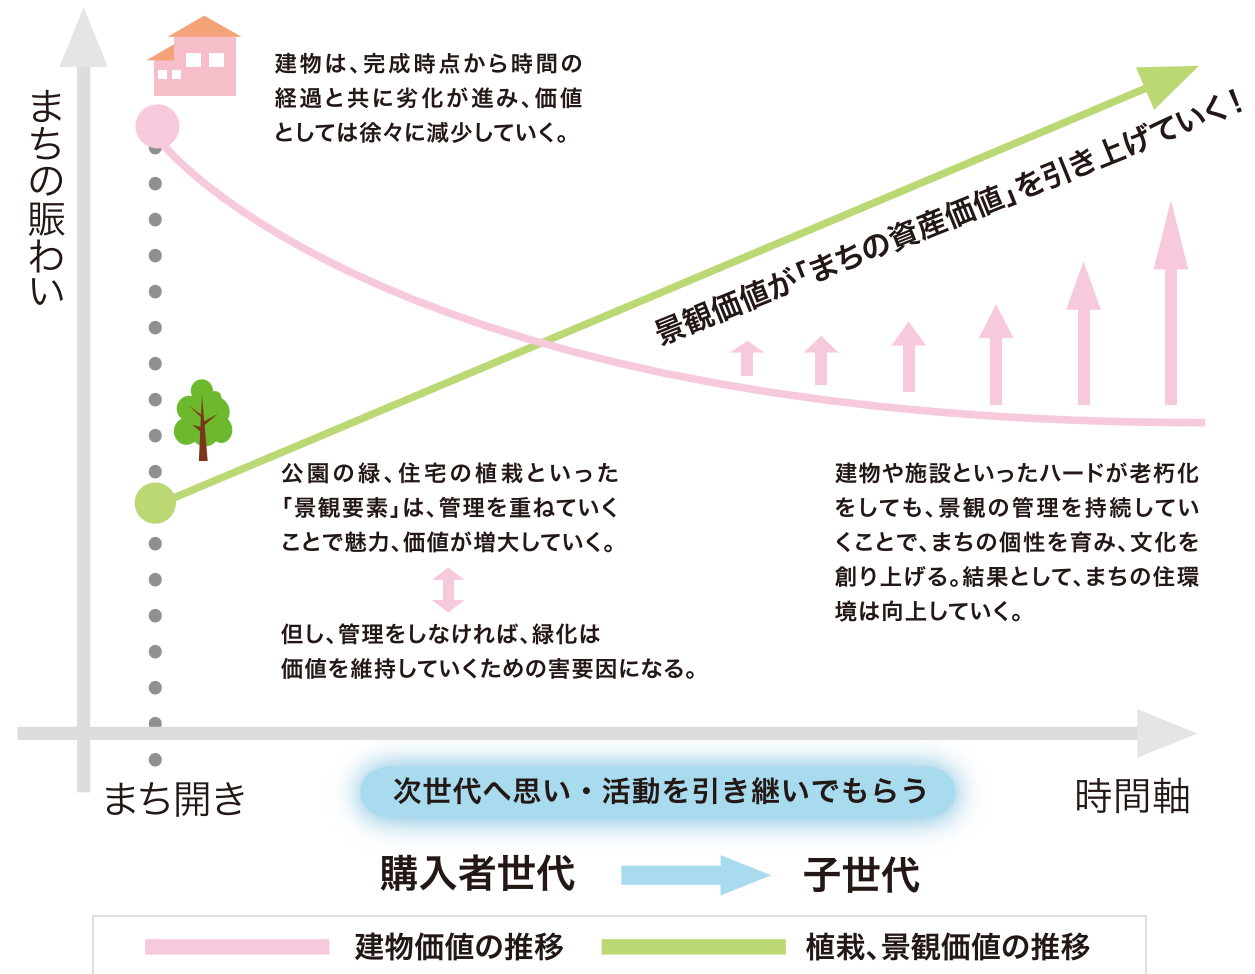 まちの賑わい
建物は、完成時点から時間の
経過と共に劣化が進み、価値
としては徐々に減少していく。
景観価値が「まちの資産価値」を引き上げていく！
公園の緑、住宅の植栽といった
「景観要素」は、管理を重ねていく
ことで魅力、価値が増大していく。
但し、管理をしなければ、緑化は
価値を維持していくための害要因になる。
建物や施設といったハードが老朽化
をしても、景観の管理を持続してい
くことで、まちの個性を育み、文化を
創り上げる。結果として、まちの住環
境は向上していく。
まち開き
次世代へ思い・活動を引き継いでもらう
時間軸
購入者世代
子世代
建物価値の推移
植栽、景観価値の推移